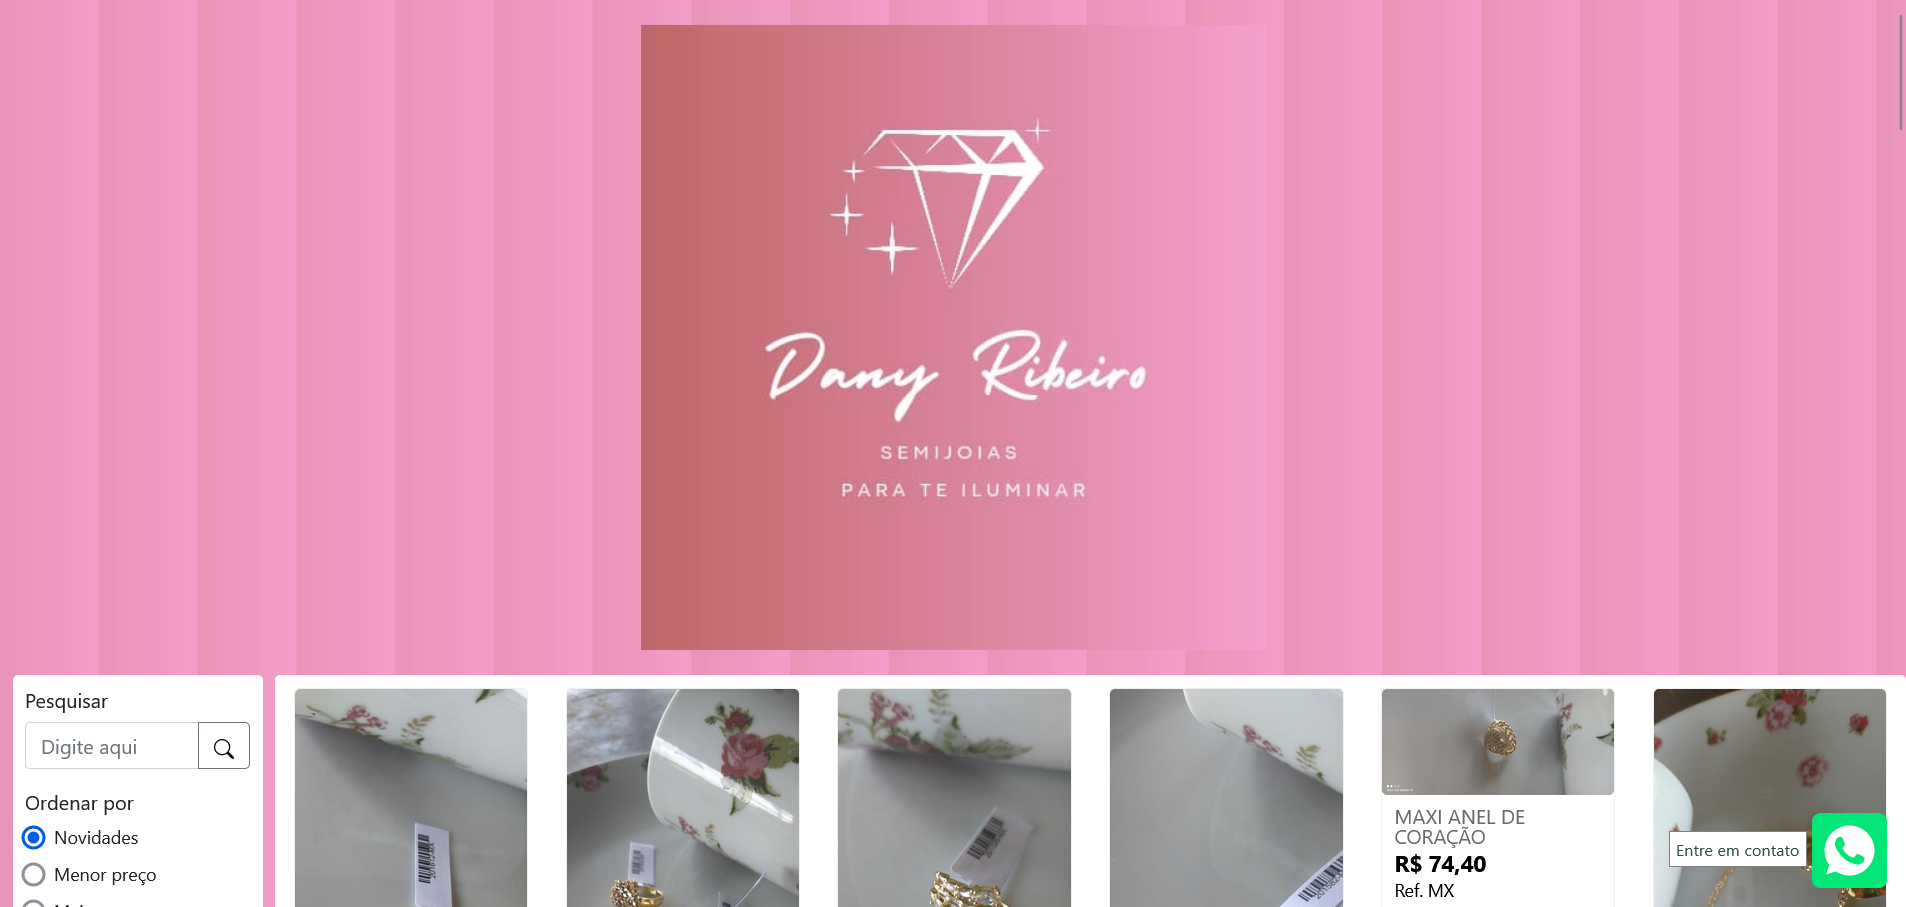 Dany Ribeiro
SEMIJOIAS
PARA TE ILUMINAR
Pesquisar
Digite aqui
Ordenar por
Novidades
Menor preço
MAXI ANEL DE
CORAÇÃO
R$ 74,40
Ref. MX
Entre em contato